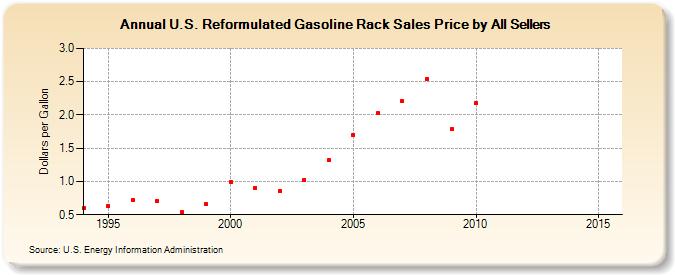 Annual U.S. Reformulated Gasoline Rack Sales Price by All Sellers
Dollars per Gallon
3.0
2.5
2.0
1.5
1.0
0.5
1995 2000 2005 2010 2015
Source: U.S. Energy Information Administration